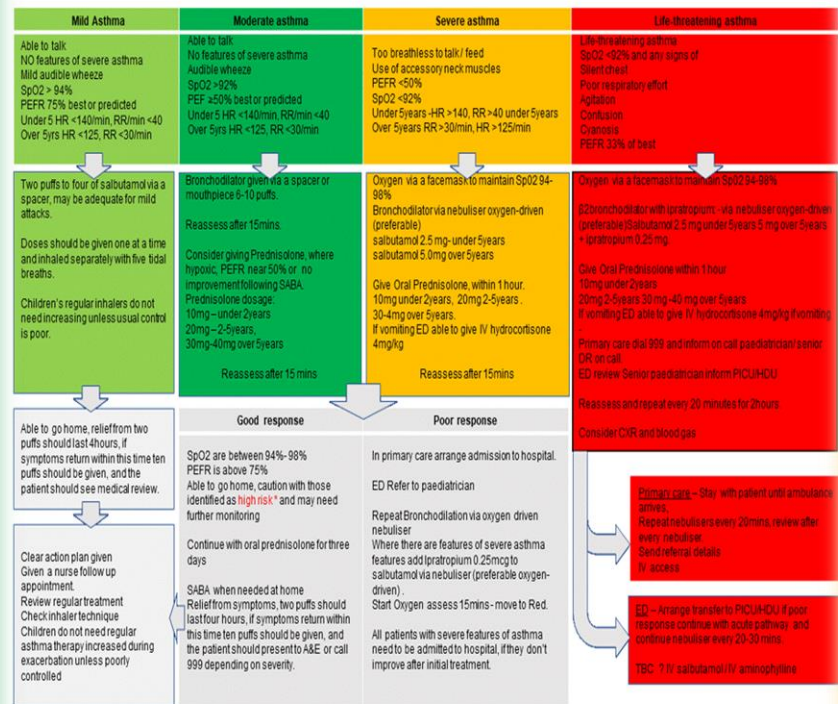 Mild Asthma
Able to talk
NO features of severe asthma
Mild audible wheeze
SpO2 > 94%
PEFR 75% best or predicted
Under 5 HR <140/min, RR/min <40
Over 5yrs HR <125, RR <30/min
Two puffs to four of salbutamol via a
spacer, may be adequate for mild
attacks.
Doses should be given one at a time
and inhaled separately with five tidal
breaths.
Children's regular inhalers do not
need increasing unless usual control
is poor.
Able to go home, relief from two
puffs should last 4hours, if
symptoms return within this time ten
puffs should be given, and the
patient should see medical review.
Clear action plan given
Given a nurse follow up
appointment.
Review regular treatment
Check inhaler technique
Children do not need regular
asthma therapy increased during
exacerbation unless poorly
controlled
Moderate asthma
Able to talk
No features of severe asthma
Audible wheeze
SpO2 >92%
PEF ≥50% best or predicted
Under 5 HR <140/min, RR/min <40
Over 5yrs HR <125, RR <30/min
Bronchodilator given via a spacer or
mouthpiece 6-10 puffs.
Reassess after 15mins.
Consider giving Prednisolone, where
hypoxic, PEFR near 50% or no
improvement following SABA.
Prednisolone dosage:
10mg – under 2years
20mg – 2-5years,
30mg-40mg over 5years
Reassess after 15 mins
Severe asthma
Too breathless to talk/ feed
Use of accessory neck muscles
PEFR <50%
SpO2 <92%
Under 5years -HR >140, RR >40 under 5years
Over 5years RR >30/min, HR >125/min
Oxygen via a facemask to maintain Sp02 94-
98%
Bronchodilator via nebuliser oxygen-driven
(preferable)
salbutamol 2.5 mg- under 5years
salbutamol 5.0mg over 5years
Give Oral Prednisolone, within 1 hour.
10mg under 2years, 20mg 2-5years .
30-4mg over 5years.
If vomiting ED able to give IV hydrocortisone
4mg/kg
Reassess after 15 mins
Good response
SpO2 are between 94%- 98%
PEFR is above 75%
Able to go home, caution with those
identified as high risk * and may need
further monitoring
Continue with oral prednisolone for three
days
SABA when needed at home
Relief from symptoms, two puffs should
last four hours, if symptoms return within
this time ten puffs should be given, and
the patient should present to A&E or call
999 depending on severity.
Poor response
In primary care arrange admission to hospital.
ED Refer to paediatrician
Repeat Bronchodilation via oxygen driven
nebuliser
Where there are features of severe asthma
features add Ipratropium 0.25mcg to
salbutamol via nebuliser (preferable oxygen-
driven) .
Start Oxygen assess 15mins - move to Red.
All patients with severe features of asthma
need to be admitted to hospital, if they don't
improve after initial treatment.
Life-threatening asthma
Life-threatening asthma
SpO2 <92% and any signs of
Silent chest
Poor respiratory effort
Agitation
Confusion
Cyanosis
PEFR 33% of best
Oxygen via a facemask to maintain Sp02 94-98%
β2bronchodilator with ipratropium:- via nebuliser oxygen-driven
(preferable)Salbutamol 2.5 mg under 5years 5 mg over 5years
+ ipratropium 0.25 mg.
Give Oral Prednisolone within 1 hour
10mg under 2years
20mg 2-5years 30 mg -40 mg over 5years
If vomiting ED able to give IV hydrocortisone 4mg/kg if vomiting
.
Primary care dial 999 and inform on call paediatrician/ senior
DR on call
ED review Senior paediatrician inform PICU/HDU
Reassess and repeat every 20 minutes for 2hours
Consider CXR and blood gas
Primary care – Stay with patient until ambulance
arrives,
Repeat nebulisers every 20mins, review after
every nebuliser.
Send referral details
IV access
ED – Arrange transfer to PICU/HDU if poor
response continue with acute pathway and
continue nebuliser every 20-30 mins.
TBC ? IV salbutamol / IV aminophylline